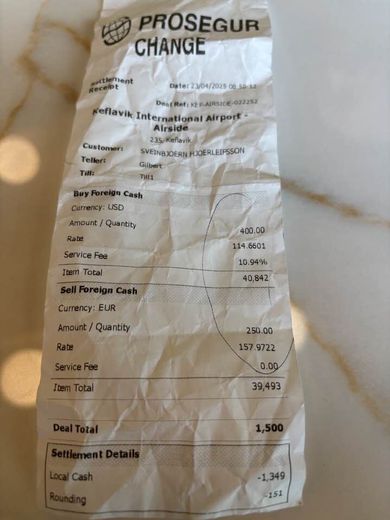 PROSEGUR
CHANGE
Settlement
Receipt
Date: 23/04/2025 08:58:12
Deal Ref: KEF-AIRSIDE-022252
Keflavik International Airport -
Airside
235, Keflavik
Customer: SVEINBJOERN HJOERLEIFSSON
Teller: Gilbert
Till: Till1
Buy Foreign Cash
Currency: USD
Amount / Quantity 400.00
Rate 114.6601
Service Fee 10.94%
Item Total 40,842
Sell Foreign Cash
Currency: EUR
Amount / Quantity 250.00
Rate 157.9722
Service Fee 0.00
Item Total 39,493
Deal Total 1,500
Settlement Details
Local Cash -1,349
Rounding -151